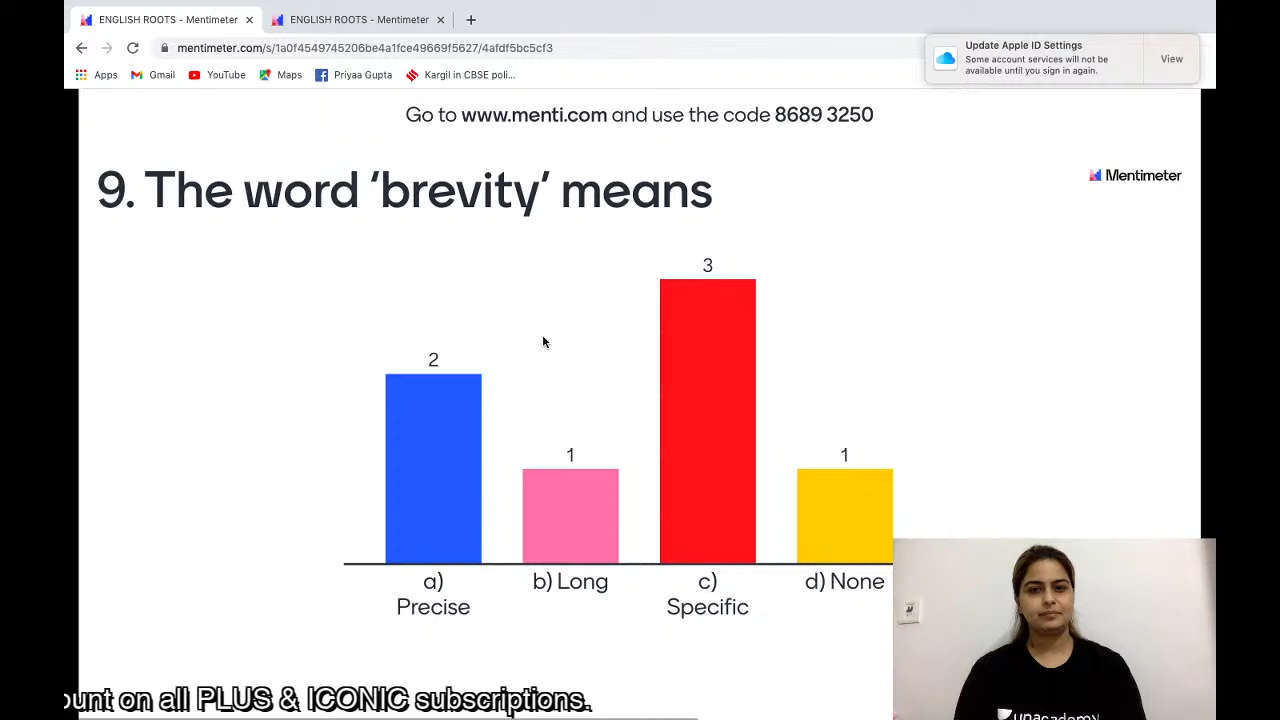 ENGLISH ROOTS - Mentimeter
ENGLISH ROOTS - Mentimeter
mentimeter.com/s/1a0f4549745206be4a1fce49669f5627/4afdf5bc5cf3
Update Apple ID Settings
Some account services will not be
available until you sign in again.
View
Apps
Gmail
YouTube
Maps
Priyaa Gupta
Kargil in CBSE poli...
Go to www.menti.com and use the code 8689 3250
Mentimeter
9. The word ‘brevity’ means
2
1
3
1
a)
Precise
b) Long
c)
Specific
d) None
ount on all PLUS & ICONIC subscriptions.
unacademy